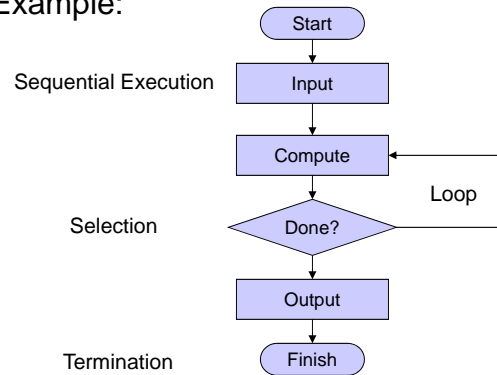 Example:
Start
Sequential Execution
Input
Compute
Loop
Selection
Done?
Output
Termination
Finish